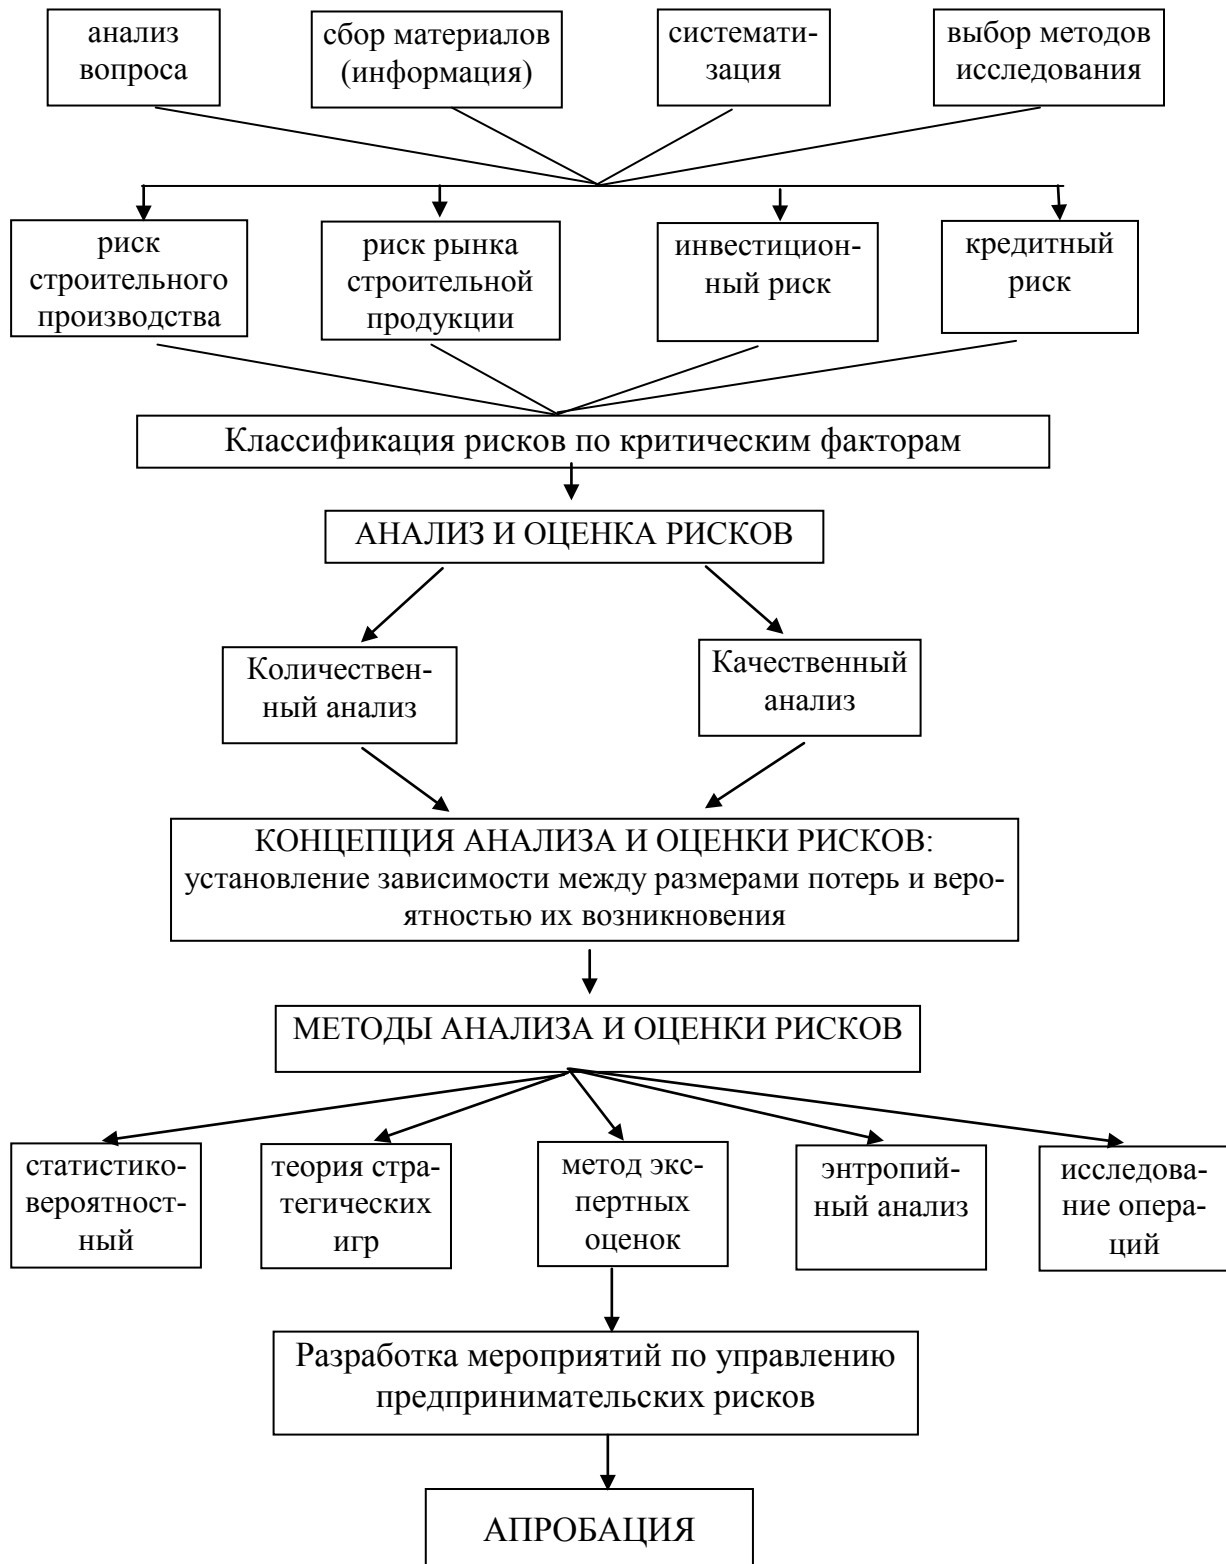 анализ
вопроса
сбор материалов
(информация)
системати-
зация
выбор методов
исследования
риск
строительного
производства
риск рынка
строительной
продукции
инвестицион-
ный риск
кредитный
риск
Классификация рисков по критическим факторам
АНАЛИЗ И ОЦЕНКА РИСКОВ
Количествен-
ный анализ
Качественный
анализ
КОНЦЕПЦИЯ АНАЛИЗА И ОЦЕНКИ РИСКОВ:
установление зависимости между размерами потерь и веро-
ятностью их возникновения
МЕТОДЫ АНАЛИЗА И ОЦЕНКИ РИСКОВ
статистико-
вероятност-
ный
теория стра-
тегических
игр
метод экс-
пертных
оценок
энтропий-
ный анализ
исследова-
ние опера-
ций
Разработка мероприятий по управлению
предпринимательских рисков
АПРОБАЦИЯ